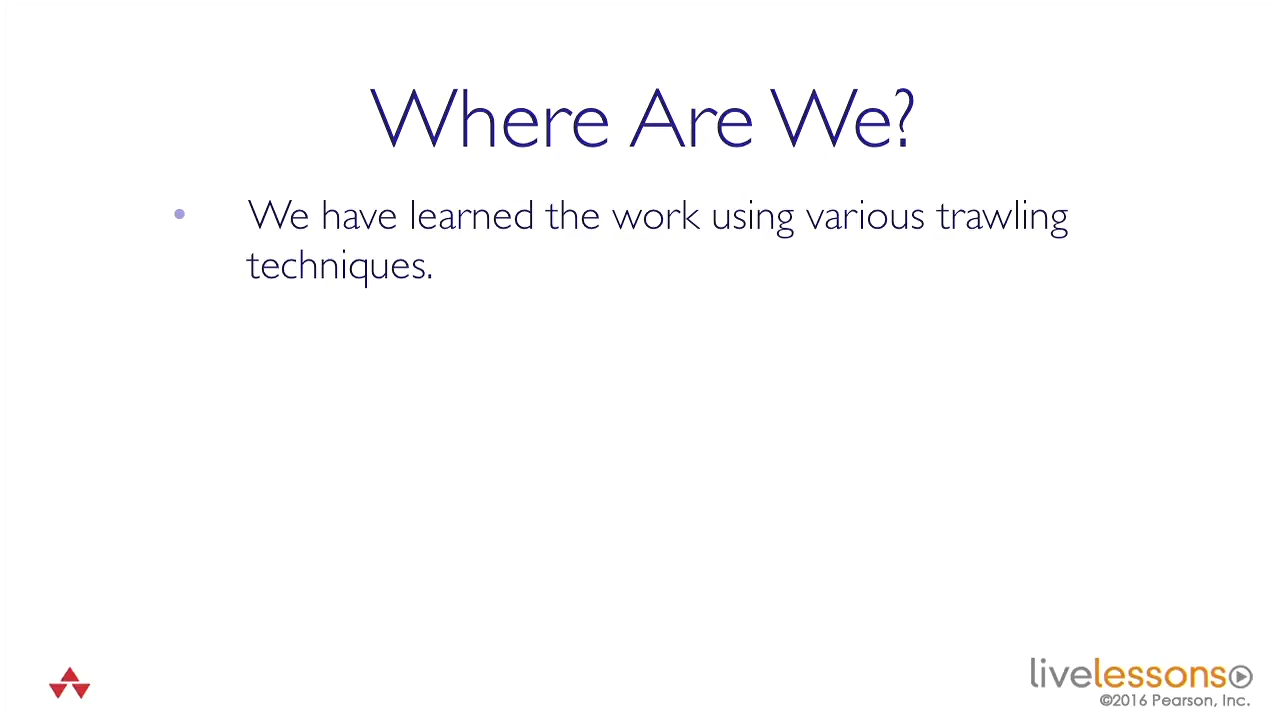 Where Are We?
• We have learned the work using various trawling
techniques.
livelessons
©2016 Pearson, Inc.